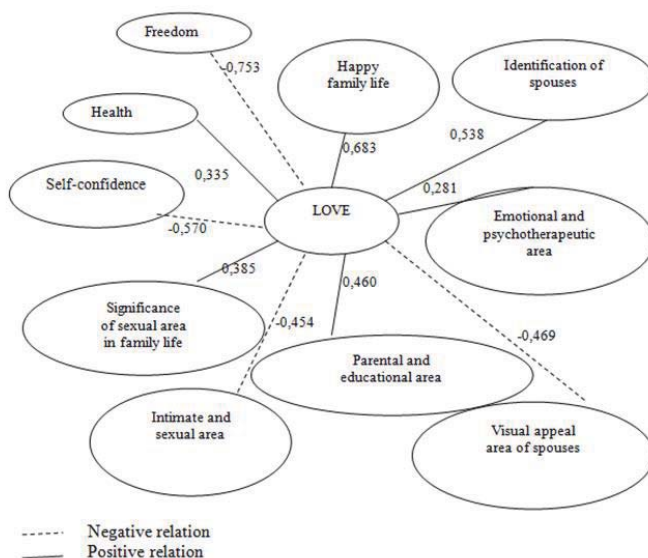 Freedom
-0,753
Happy
family life
Identification of
spouses
Health
0,538
0,683
Self-confidence
0,335
0,281
LOVE
-0,570
Emotional and
psychotherapeutic
area
0,385
0,460
Significance
of sexual area
in family life
-0,454
-0,469
Parental and
educational area
Intimate and
sexual area
Visual appeal
area of spouses
Negative relation
Positive relation